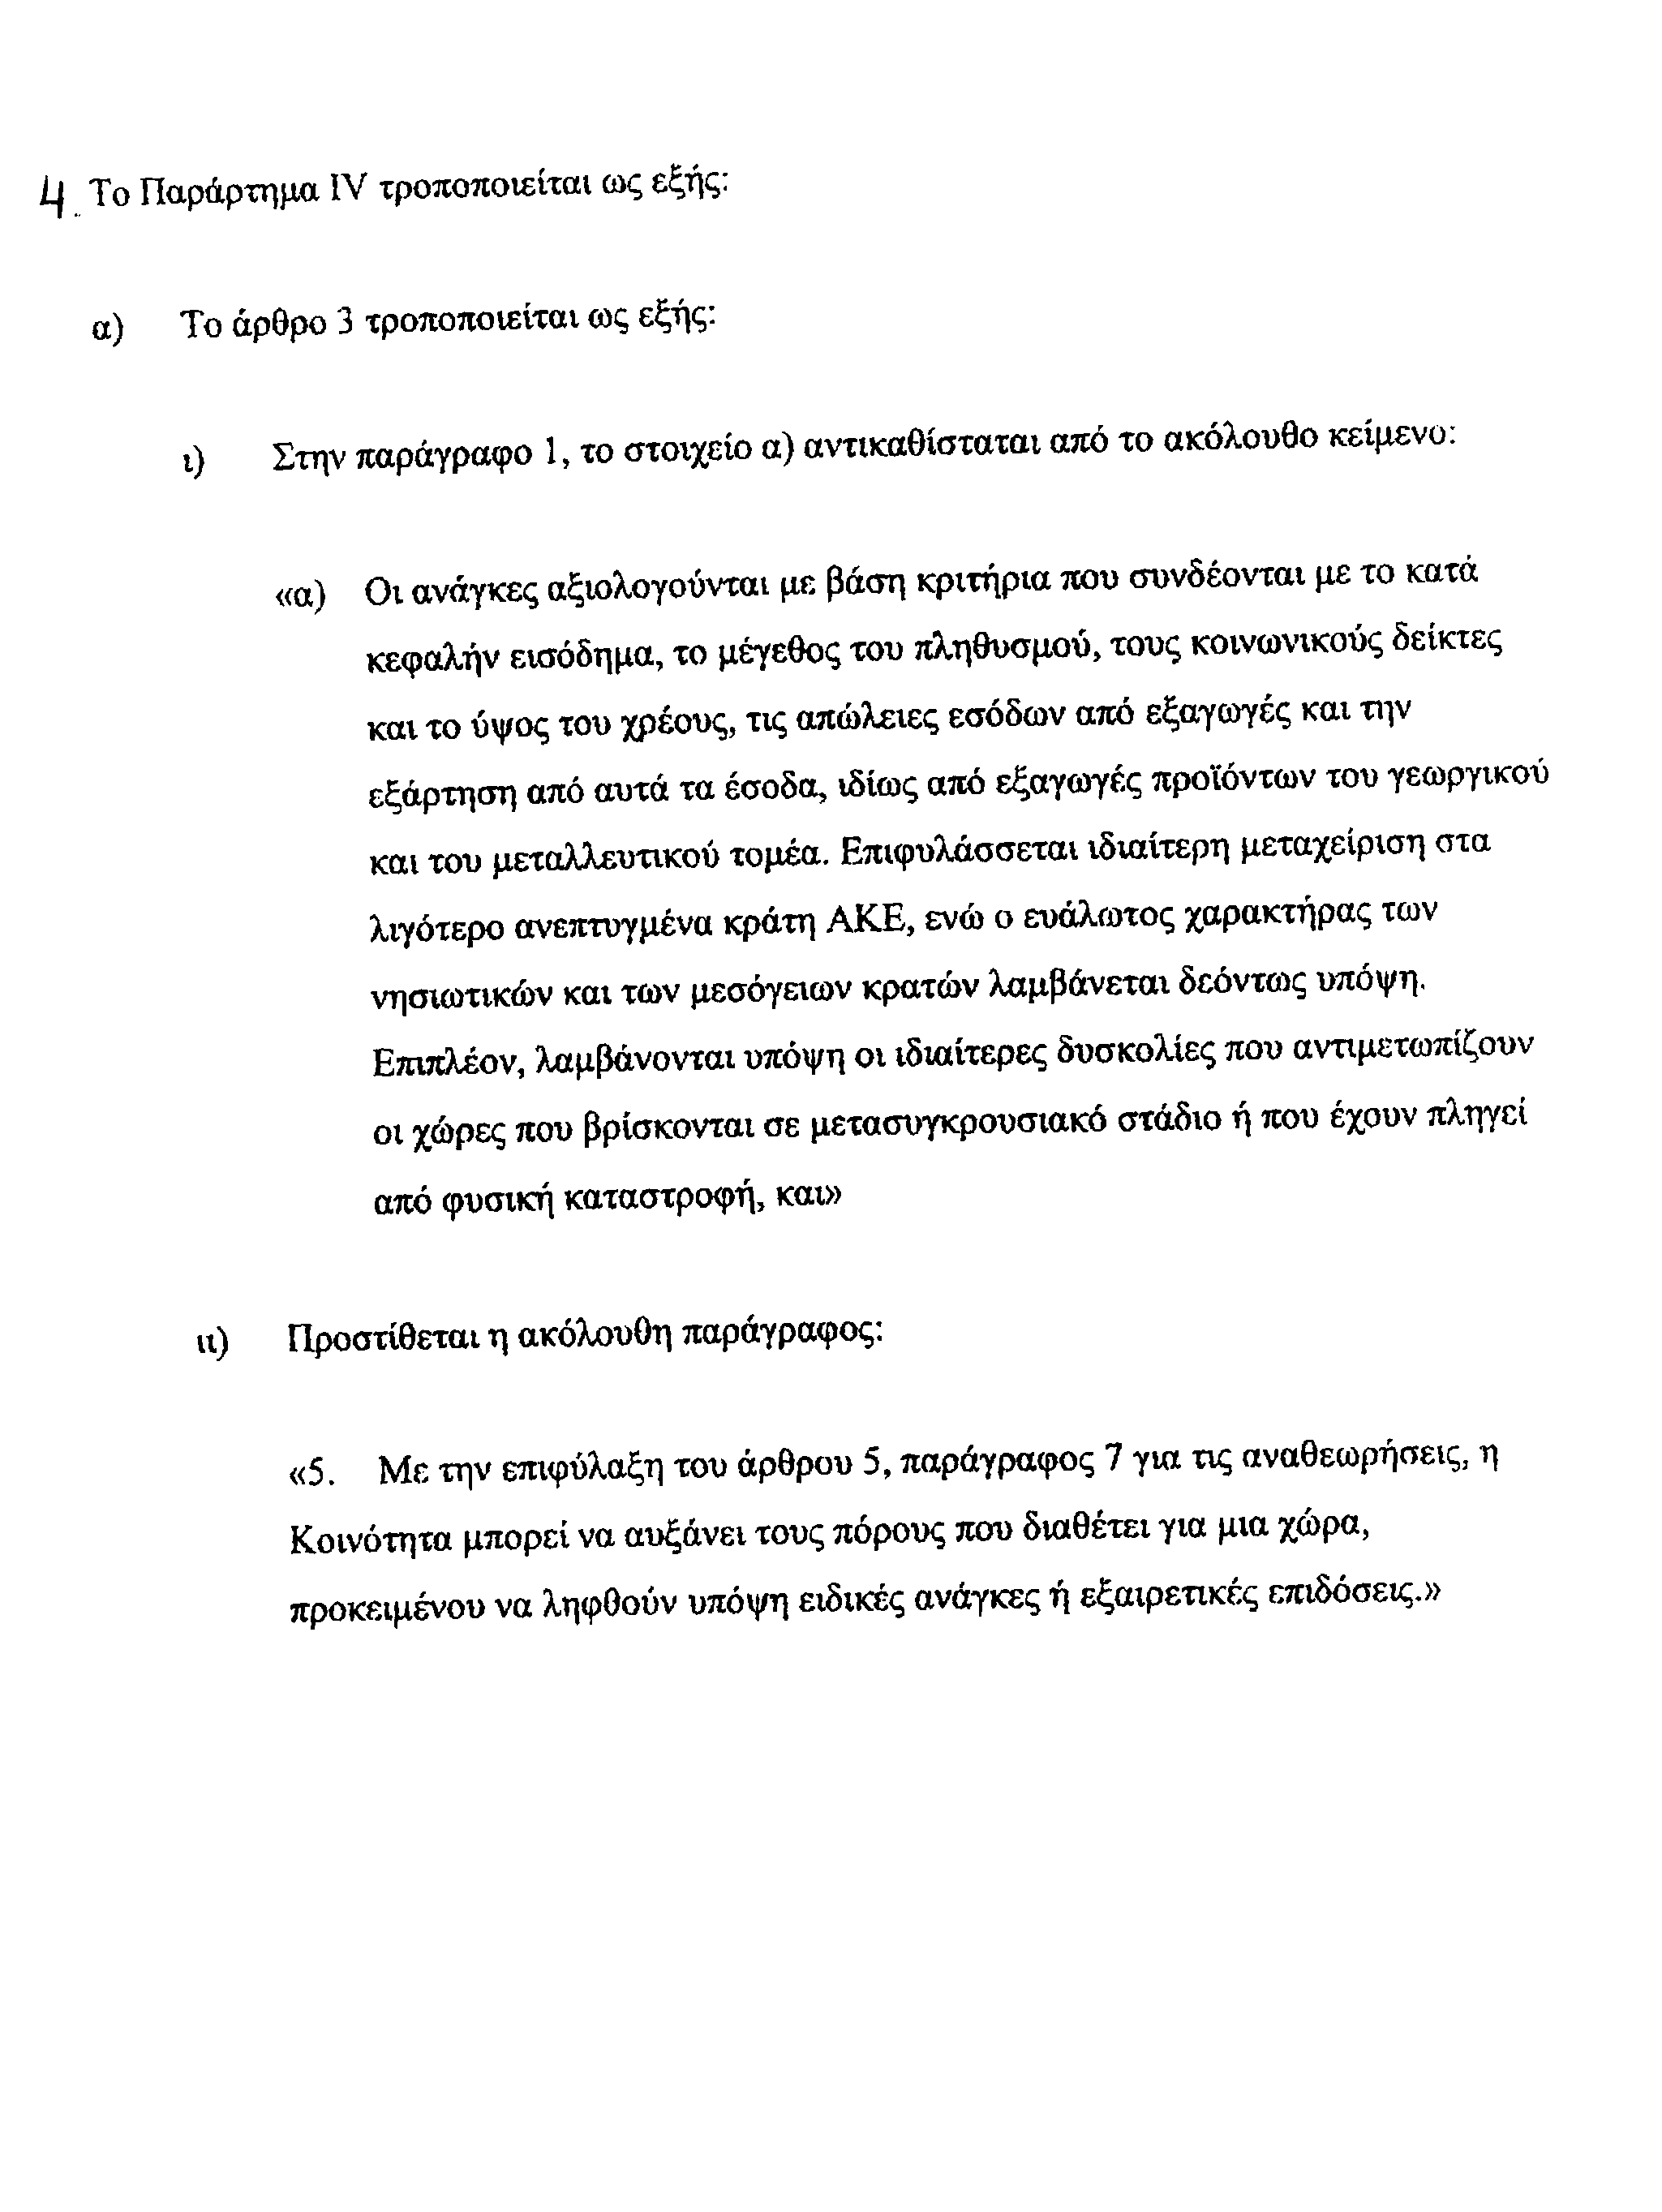 4. Το Παράρτημα IV τροποποιείται ως εξής:
α) Το άρθρο 3 τροποποιείται ως εξής:
ι) Στην παράγραφο 1, το στοιχείο α) αντικαθίσταται από το ακόλουθο κείμενο:
«α) Οι ανάγκες αξιολογούνται με βάση κριτήρια που συνδέονται με το κατά
κεφαλήν εισόδημα, το μέγεθος του πληθυσμού, τους κοινωνικούς δείκτες
και το ύψος του χρέους, τις απώλειες εσόδων από εξαγωγές και την
εξάρτηση από αυτά τα έσοδα, ιδίως από εξαγωγές προϊόντων του γεωργικού
και του μεταλλευτικού τομέα. Επιφυλάσσεται ιδιαίτερη μεταχείριση στα
λιγότερο ανεπτυγμένα κράτη ΑΚΕ, ενώ ο ευάλωτος χαρακτήρας των
νησιωτικών και των μεσόγειων κρατών λαμβάνεται δεόντως υπόψη.
Επιπλέον, λαμβάνονται υπόψη οι ιδιαίτερες δυσκολίες που αντιμετωπίζουν
οι χώρες που βρίσκονται σε μετασυγκρουσιακό στάδιο ή που έχουν πληγεί
από φυσική καταστροφή, και»
ιι) Προστίθεται η ακόλουθη παράγραφος:
«5. Με την επιφύλαξη του άρθρου 5, παράγραφος 7 για τις αναθεωρήσεις, η
Κοινότητα μπορεί να αυξάνει τους πόρους που διαθέτει για μια χώρα,
προκειμένου να ληφθούν υπόψη ειδικές ανάγκες ή εξαιρετικές επιδόσεις.»